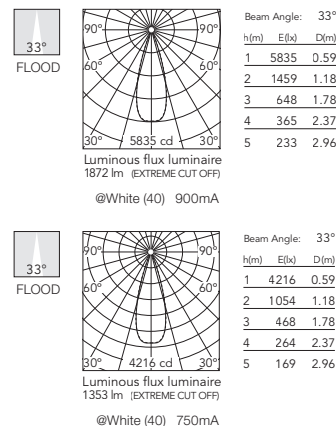 33°
FLOOD
90° 90°
60° 60°
30° 5835 cd 30°
Luminous flux luminaire
1872 lm (EXTREME CUT OFF)
@White (40) 900mA
Beam Angle: 33°
h(m) E(lx) D(m)
1 5835 0.59
2 1459 1.18
3 648 1.78
4 365 2.37
5 233 2.96
33°
FLOOD
90° 90°
60° 60°
30° 4216 cd 30°
Luminous flux luminaire
1353 lm (EXTREME CUT OFF)
@White (40) 750mA
Beam Angle: 33°
h(m) E(lx) D(m)
1 4216 0.59
2 1054 1.18
3 468 1.78
4 264 2.37
5 169 2.96